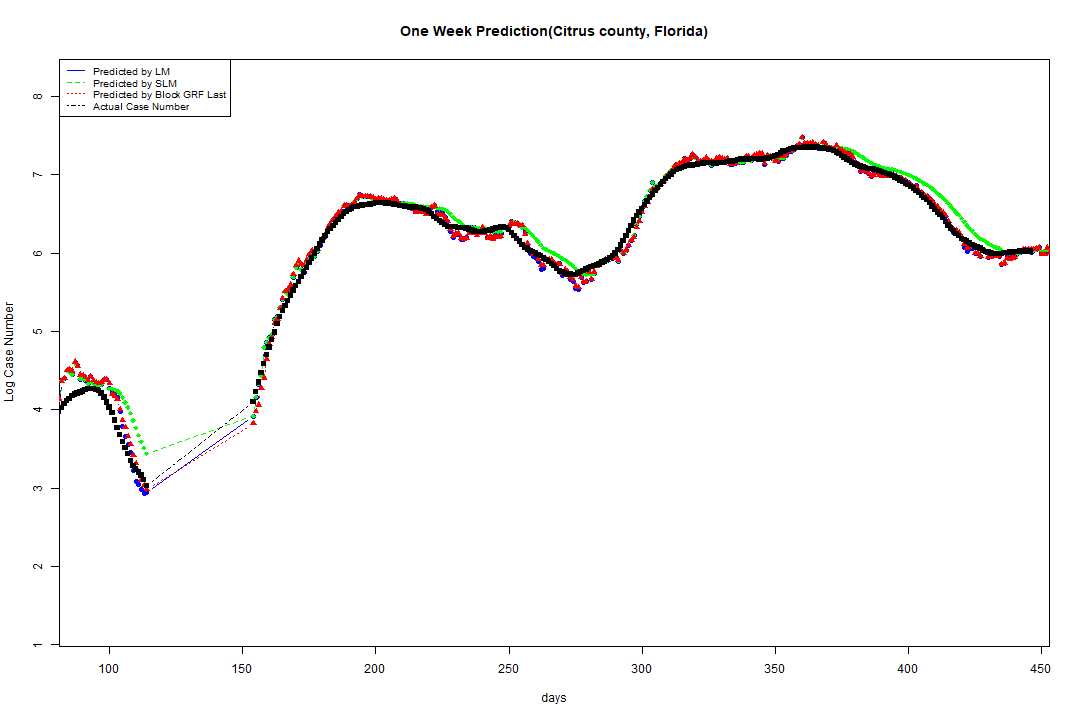 One Week Prediction(Citrus county, Florida)
Predicted by LM
Predicted by SLM
Predicted by Block GRF Last
Actual Case Number
8
7
6
5
4
3
2
1
Log Case Number
100 150 200 250 300 350 400 450
days